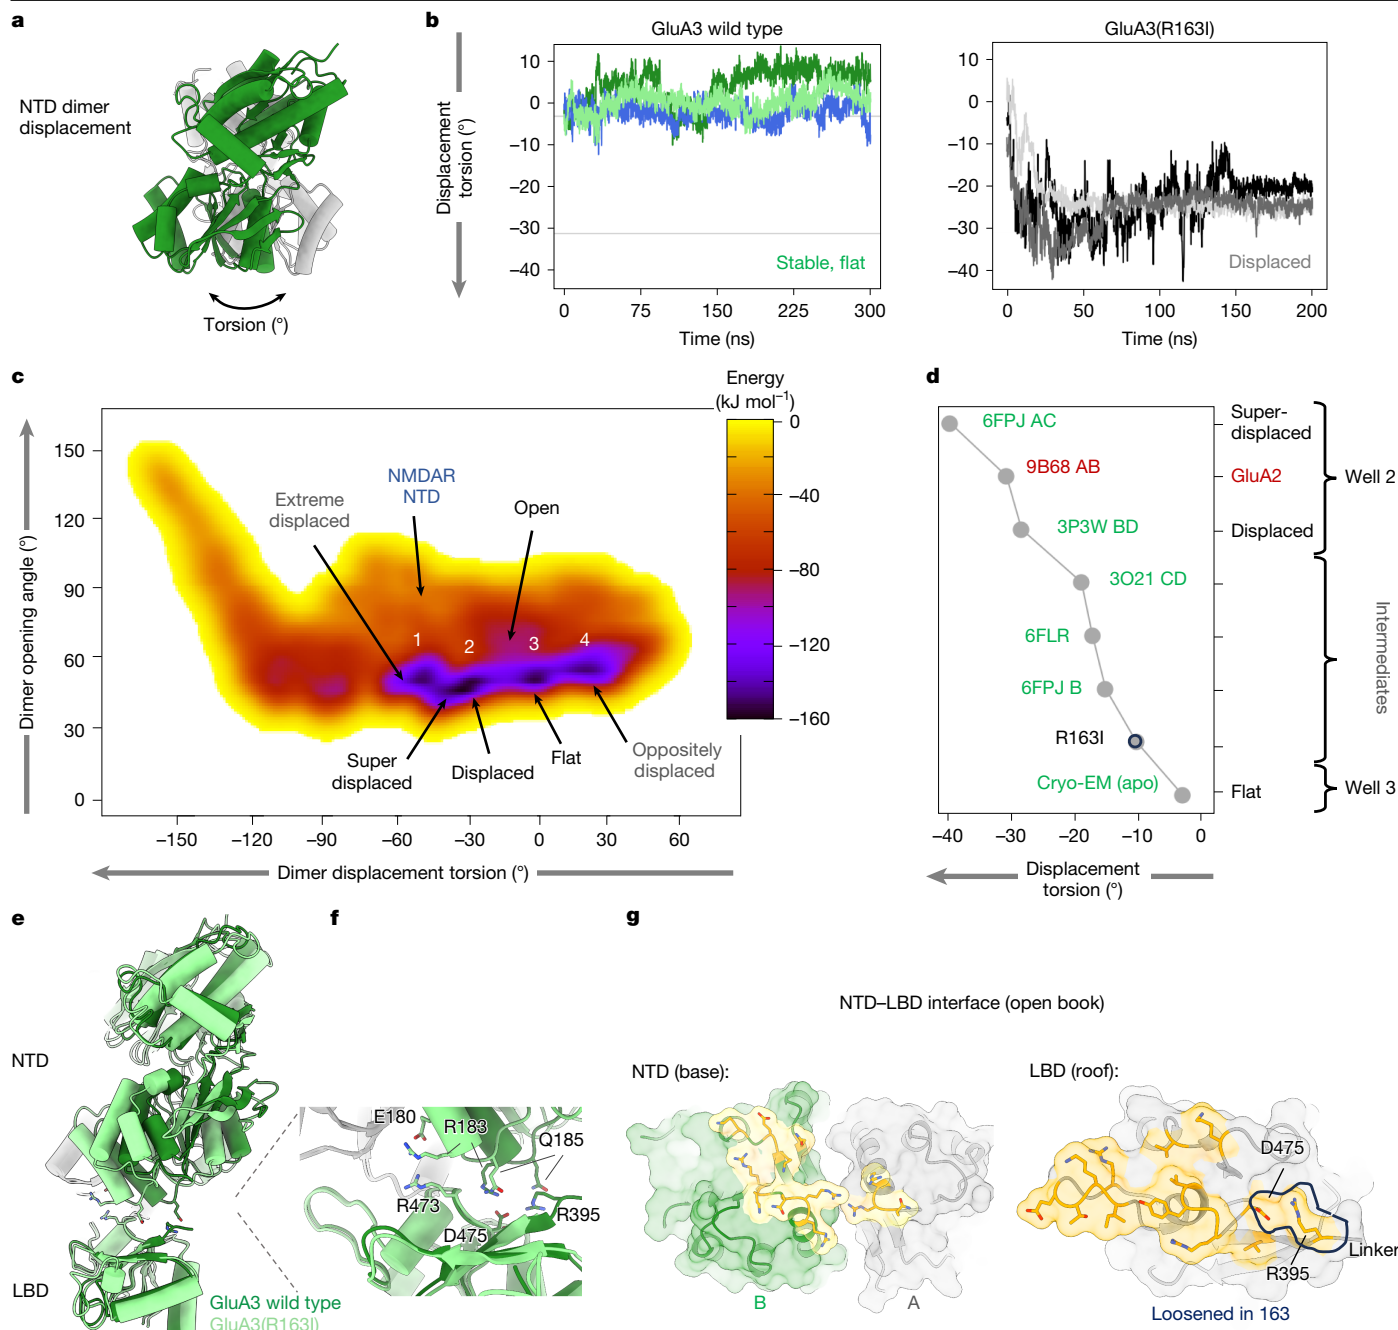 a
NTD dimer
displacement
Torsion (°)
b
Displacement
torsion (°)
GluA3 wild type
10
0
−10
−20
−30
−40
Stable, flat
0
75
150
225
300
Time (ns)
GluA3(R163I)
10
0
−10
−20
−30
−40
Displaced
0
50
100
150
200
Time (ns)
c
Dimer opening angle (°)
150
120
90
60
30
0
Extreme
displaced
NMDAR
NTD
Open
1
2
3
4
Super
displaced
Displaced
Flat
Oppositely
displaced
−150
−120
−90
−60
−30
0
30
60
Dimer displacement torsion (°)
Energy
(kJ mol⁻¹)
0
−40
−80
−120
−160
d
6FPJ AC
9B68 AB
3P3W BD
3O21 CD
6FLR
6FPJ B
R163I
Cryo-EM (apo)
Super-
displaced
GluA2
Displaced
Flat
Well 2
Intermediates
Well 3
−40
−30
−20
−10
0
Displacement
torsion (°)
e
NTD
LBD
GluA3 wild type
GluA3(R163I)
f
E180
R183
Q185
R473
D475
R395
g
NTD–LBD interface (open book)
NTD (base):
B
A
LBD (roof):
D475
Linker
R395
Loosened in 163